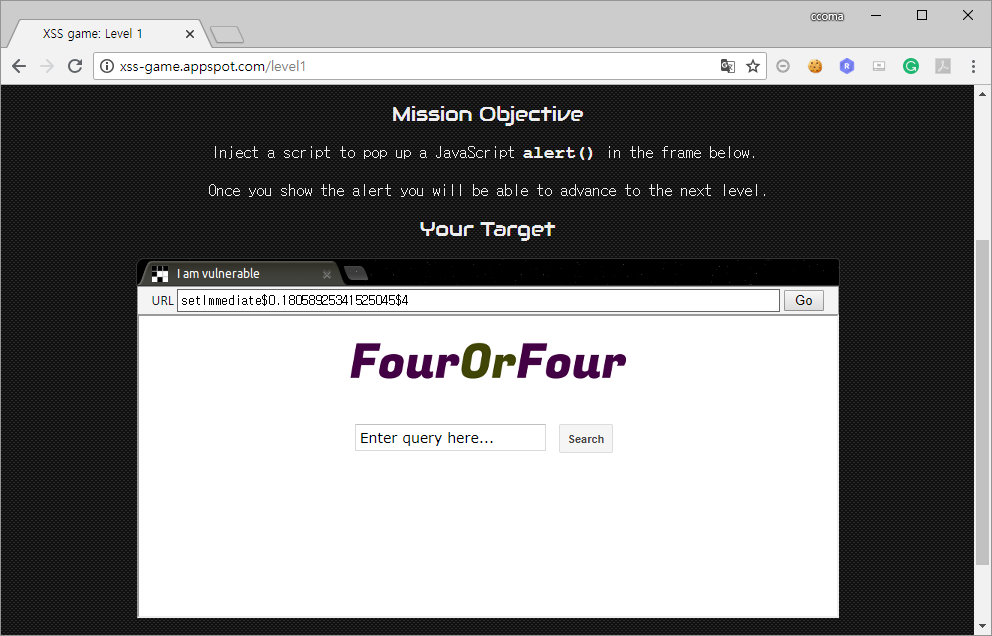 ccoma
XSS game: Level 1
xss-game.appspot.com/level1
Mission Objective
Inject a script to pop up a JavaScript alert() in the frame below.
Once you show the alert you will be able to advance to the next level.
Your Target
I am vulnerable
URL setImmediate$0.18058925341525045$4 Go
FourOrFour
Enter query here... Search